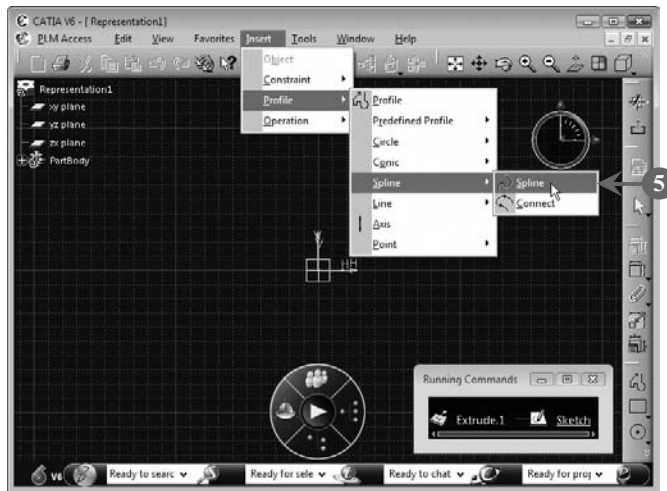 CATIA V6 - [ Representation1]
PLM Access Edit View Favorites Insert Tools Window Help
Object
Constraint
Profile
Operation
Profile
Predefined Profile
Circle
Conic
Spline
Line
Axis
Point
Spline
Connect
5
Representation1
xy plane
yz plane
zx plane
PartBody
V
HH
Running Commands
Extrude.1 Sketch
V6 Ready to searc Ready for sele Ready to chat Ready for proj